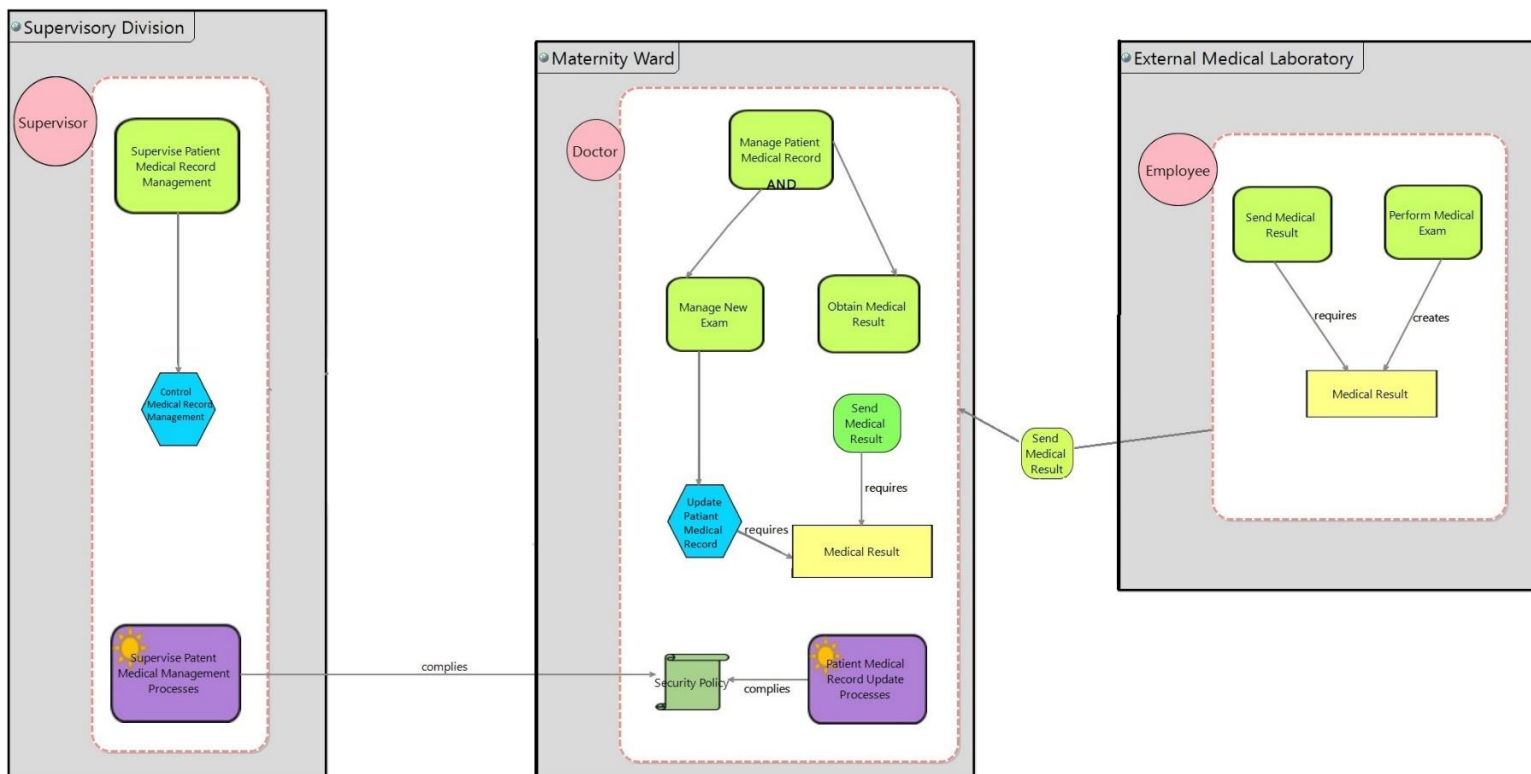 Supervisory Division
Supervisor
Supervise Patient
Medical Record
Management
Control
Medical Record
Management
Supervise Patent
Medical Management
Processes
complies
Maternity Ward
Doctor
Manage Patient
Medical Record
AND
Manage New
Exam
Obtain Medical
Result
Send
Medical
Result
requires
Update
Patiant
Medical
Record
requires
Medical Result
Security Policy
complies
Patient Medical
Record Update
Processes
Send
Medical
Result
External Medical Laboratory
Employee
Send Medical
Result
Perform Medical
Exam
requires
creates
Medical Result